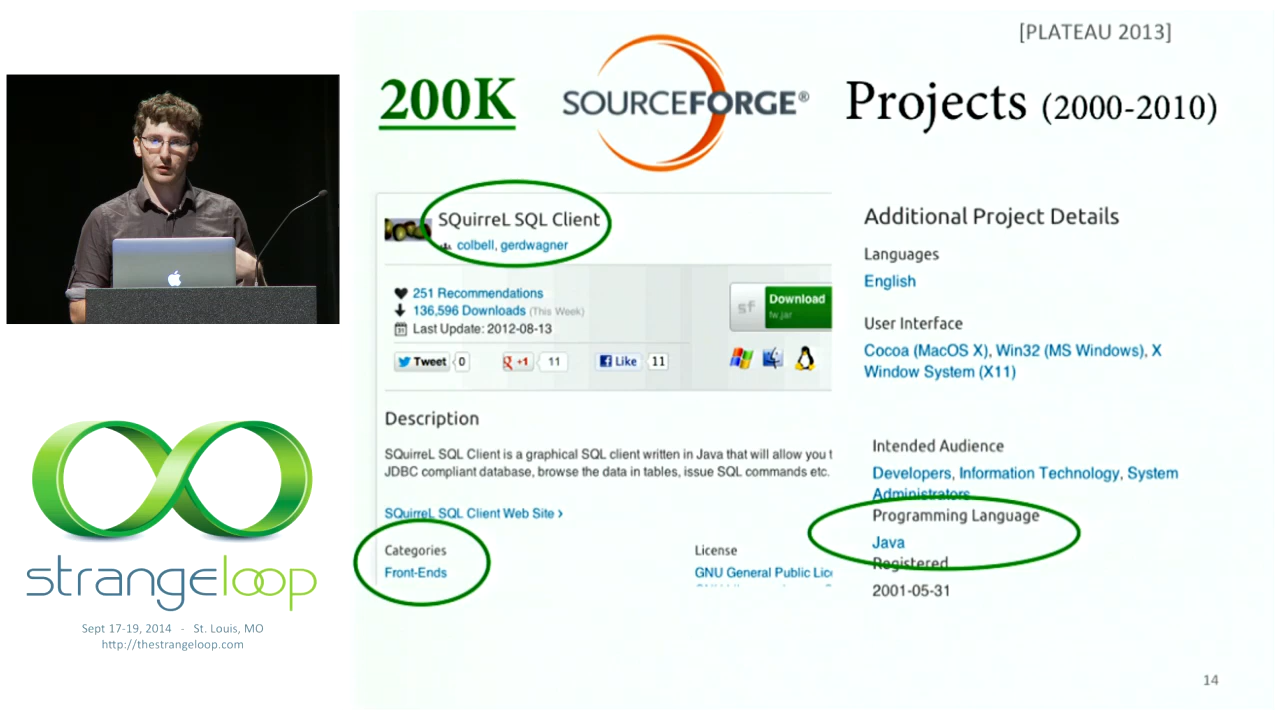 [PLATEAU 2013]
200K SOURCEFORGE® Projects (2000-2010)
SQuirreL SQL Client
colbell, gerdwagner
251 Recommendations
136,596 Downloads (This Week)
Last Update: 2012-08-13
sf Download
fw.jar
Tweet 0 +1 11 Like 11
Description
SQuirreL SQL Client is a graphical SQL client written in Java that will allow you t
JDBC compliant database, browse the data in tables, issue SQL commands etc.
SQuirreL SQL Client Web Site ›
Categories
Front-Ends
License
GNU General Public Lic
Additional Project Details
Languages
English
User Interface
Cocoa (MacOS X), Win32 (MS Windows), X
Window System (X11)
Intended Audience
Developers, Information Technology, System
Administrators
Programming Language
Java
Registered
2001-05-31
14
strangeloop
Sept 17-19, 2014 - St. Louis, MO
http://thestrangeloop.com